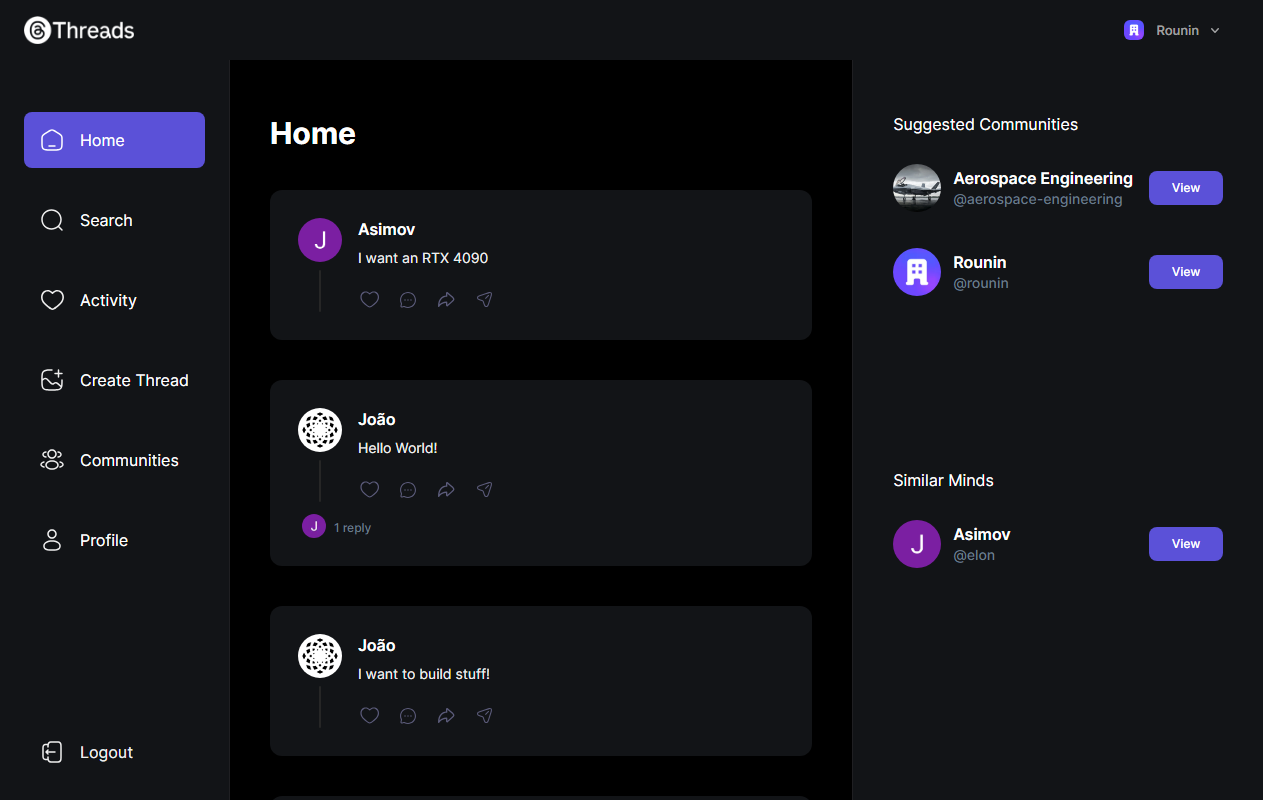 Threads
Rounin
Home
Search
Activity
Create Thread
Communities
Profile
Logout
Home
J
Asimov
I want an RTX 4090
João
Hello World!
J
1 reply
João
I want to build stuff!
Suggested Communities
Aerospace Engineering
@aerospace-engineering
View
Rounin
@rounin
View
Similar Minds
J
Asimov
@elon
View